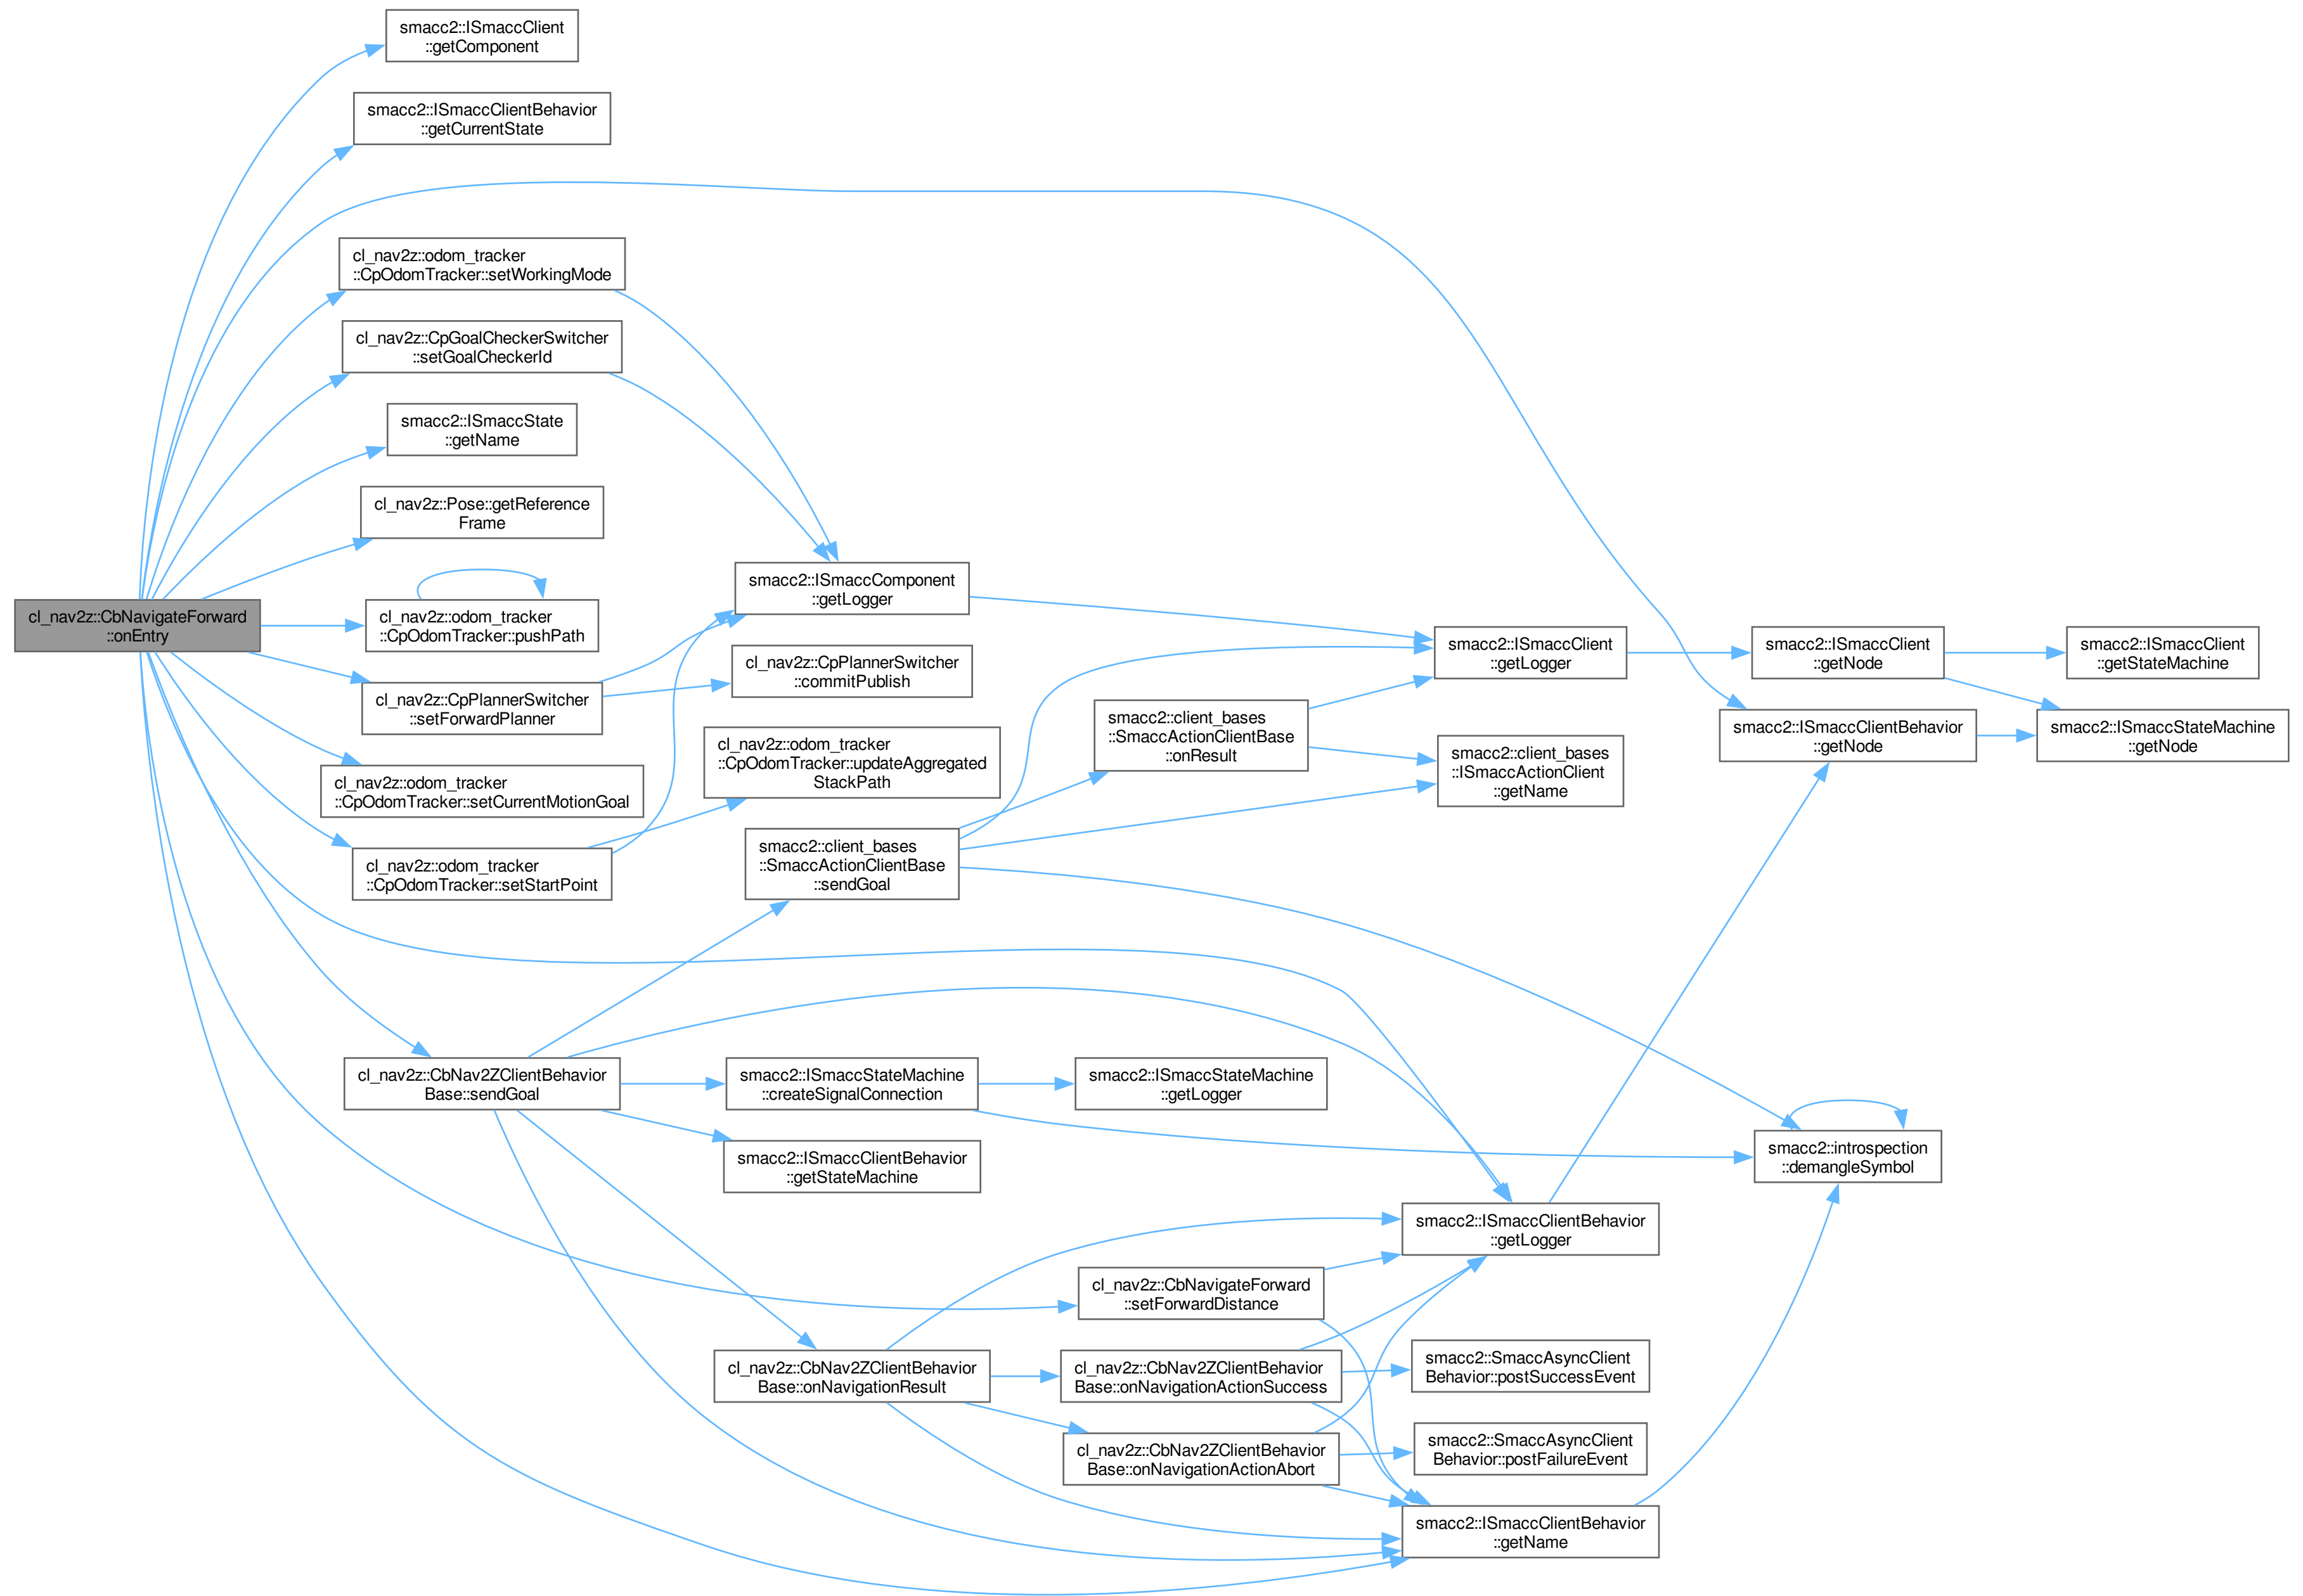 smacc2::ISmaccClient
::getComponent
smacc2::ISmaccClientBehavior
::getCurrentState
cl_nav2z::odom_tracker
::CpOdomTracker::setWorkingMode
cl_nav2z::CpGoalCheckerSwitcher
::setGoalCheckerId
smacc2::ISmaccState
::getName
cl_nav2z::Pose::getReference
Frame
cl_nav2z::CbNavigateForward
::onEntry
cl_nav2z::odom_tracker
::CpOdomTracker::pushPath
cl_nav2z::CpPlannerSwitcher
::setForwardPlanner
cl_nav2z::odom_tracker
::CpOdomTracker::setCurrentMotionGoal
cl_nav2z::odom_tracker
::CpOdomTracker::setStartPoint
cl_nav2z::CbNav2ZClientBehavior
Base::sendGoal
smacc2::ISmaccComponent
::getLogger
cl_nav2z::CpPlannerSwitcher
::commitPublish
cl_nav2z::odom_tracker
::CpOdomTracker::updateAggregated
StackPath
smacc2::client_bases
::SmaccActionClientBase
::sendGoal
smacc2::ISmaccStateMachine
::createSignalConnection
smacc2::ISmaccClientBehavior
::getStateMachine
cl_nav2z::CbNav2ZClientBehavior
Base::onNavigationResult
smacc2::client_bases
::SmaccActionClientBase
::onResult
smacc2::ISmaccStateMachine
::getLogger
cl_nav2z::CbNavigateForward
::setForwardDistance
cl_nav2z::CbNav2ZClientBehavior
Base::onNavigationActionSuccess
cl_nav2z::CbNav2ZClientBehavior
Base::onNavigationActionAbort
smacc2::ISmaccClient
::getLogger
smacc2::client_bases
::ISmaccActionClient
::getName
smacc2::ISmaccClientBehavior
::getLogger
smacc2::SmaccAsyncClient
Behavior::postSuccessEvent
smacc2::SmaccAsyncClient
Behavior::postFailureEvent
smacc2::ISmaccClientBehavior
::getName
smacc2::ISmaccClient
::getNode
smacc2::ISmaccClientBehavior
::getNode
smacc2::introspection
::demangleSymbol
smacc2::ISmaccClient
::getStateMachine
smacc2::ISmaccStateMachine
::getNode